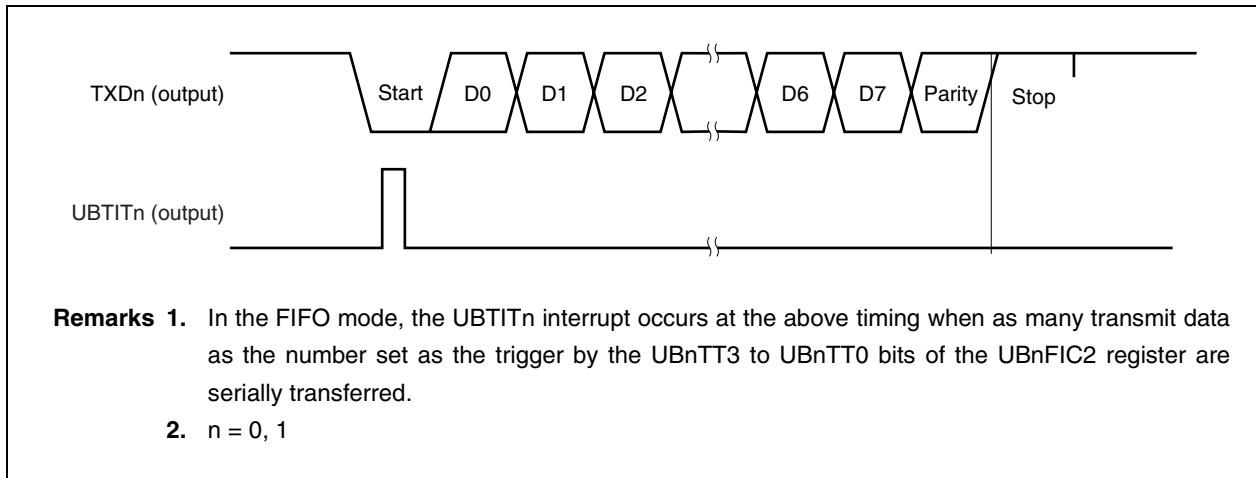 TXDn (output) Start D0 D1 D2 D6 D7 Parity Stop
UBTITn (output)
Remarks 1. In the FIFO mode, the UBTITn interrupt occurs at the above timing when as many transmit data
as the number set as the trigger by the UBnTT3 to UBnTT0 bits of the UBnFIC2 register are
serially transferred.
2. n = 0, 1